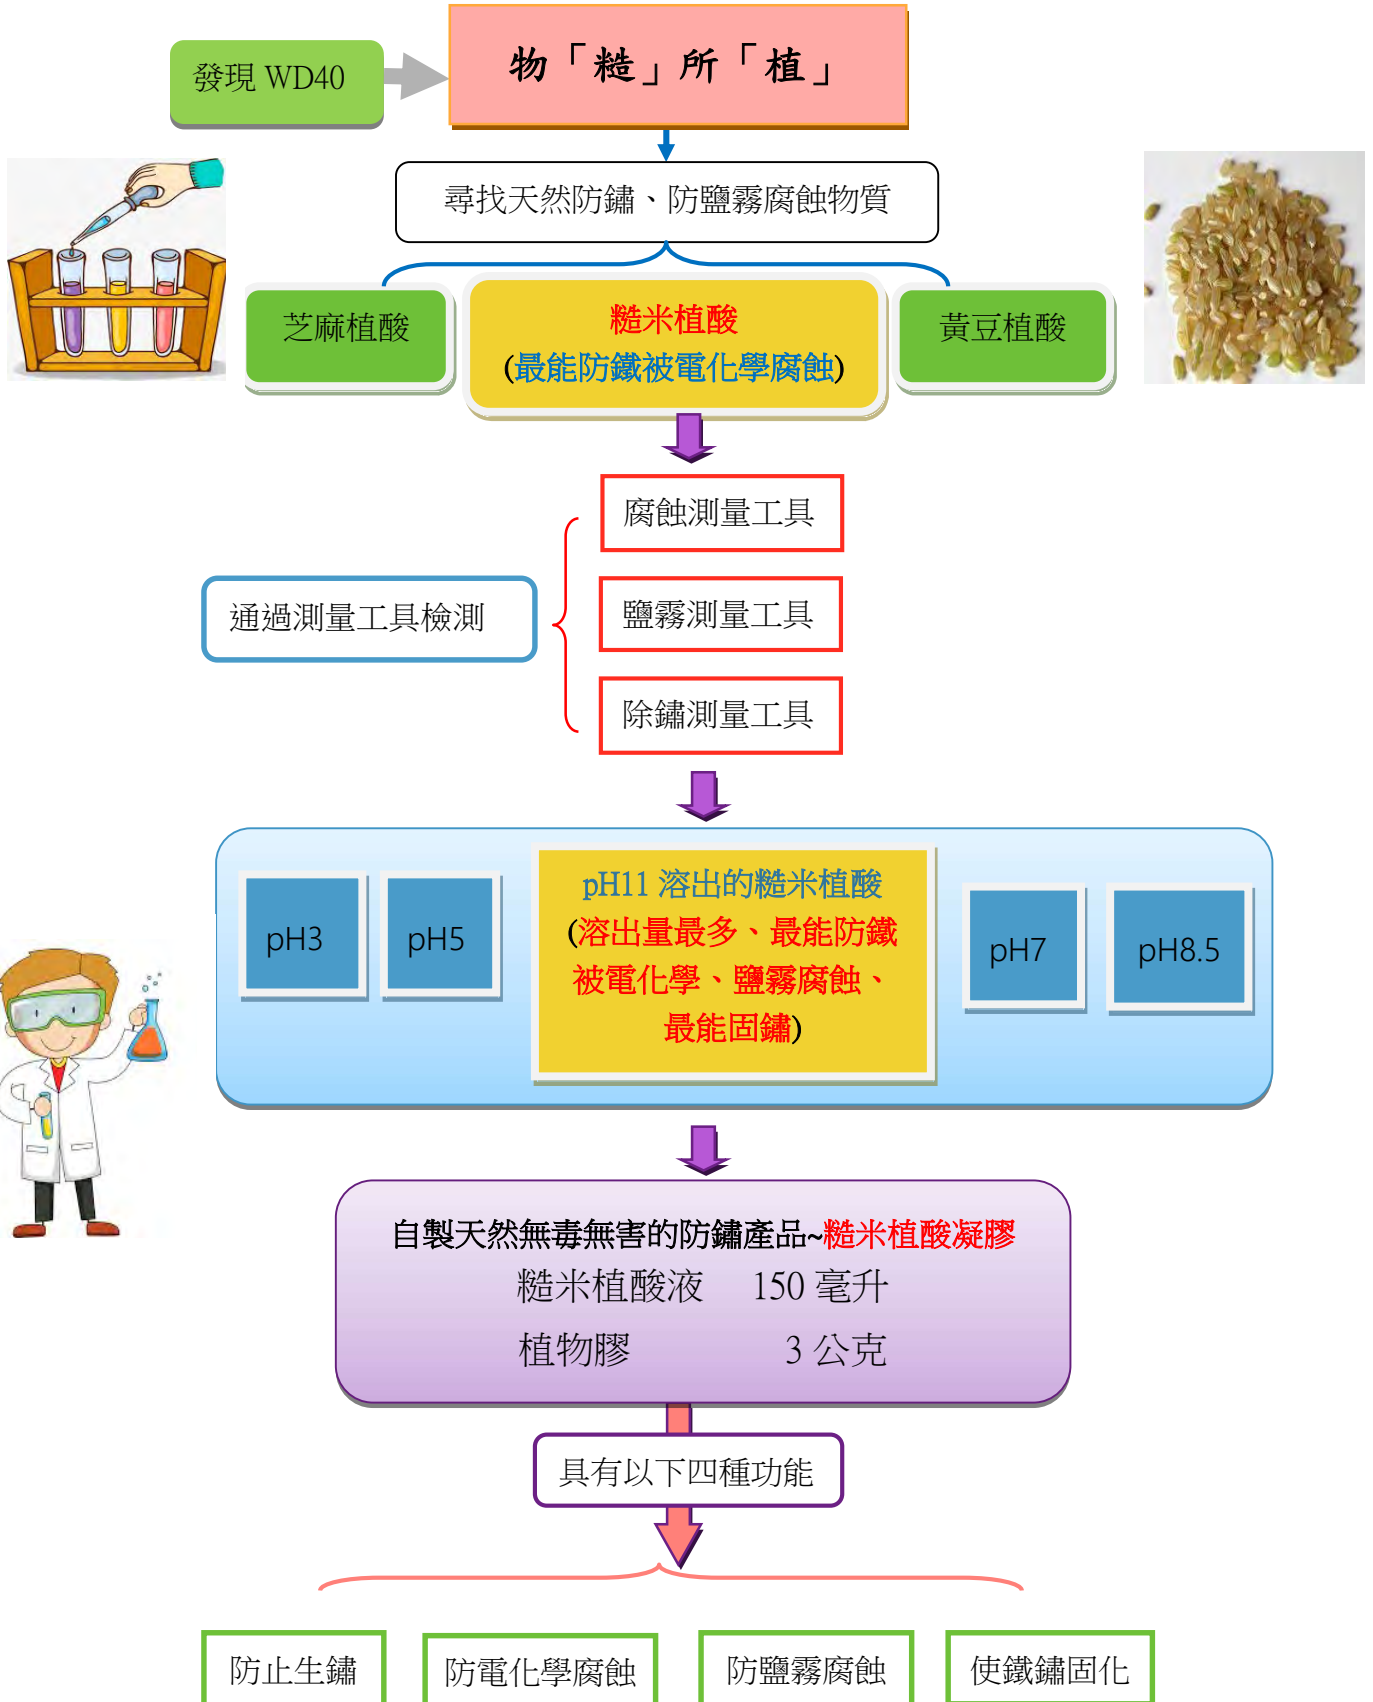 發現 WD40
物「糙」所「植」
尋找天然防鏽、防鹽霧腐蝕物質
芝麻植酸
糙米植酸
(最能防鐵被電化學腐蝕)
黃豆植酸
腐蝕測量工具
通過測量工具檢測
鹽霧測量工具
除鏽測量工具
pH3
pH5
pH11 溶出的糙米植酸
(溶出量最多、最能防鐵
被電化學、鹽霧腐蝕、
最能固鏽)
pH7
pH8.5
自製天然無毒無害的防鏽產品~糙米植酸凝膠
糙米植酸液 150 毫升
植物膠 3 公克
具有以下四種功能
防止生鏽
防電化學腐蝕
防鹽霧腐蝕
使鐵鏽固化